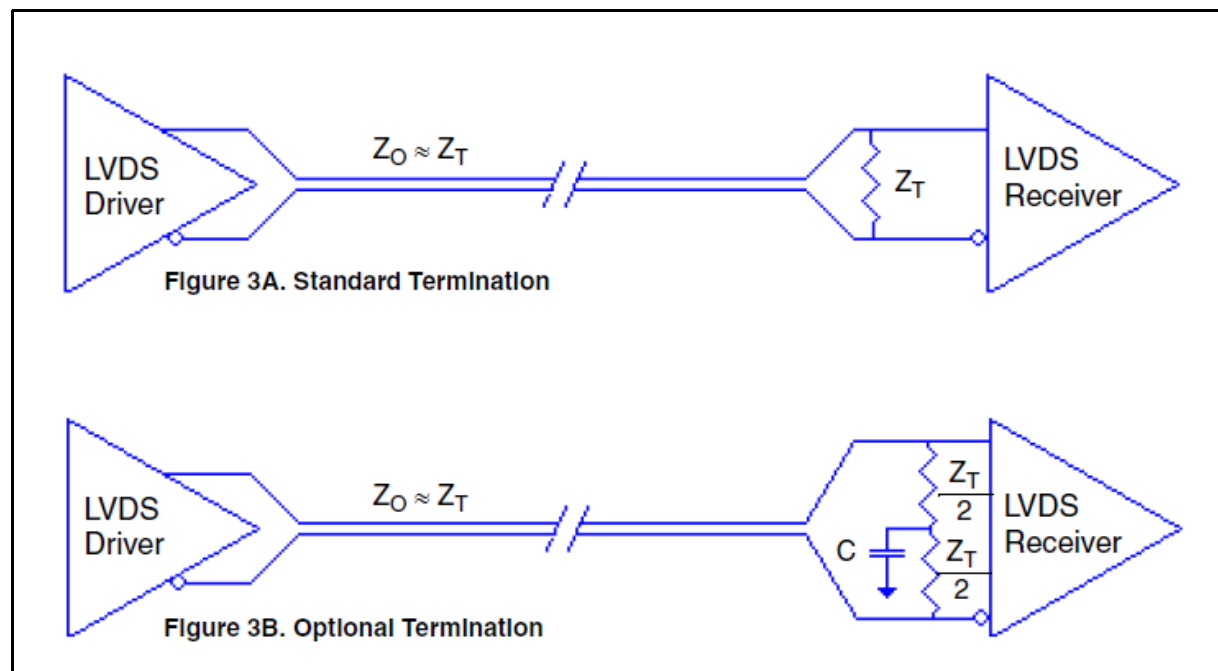 LVDS
Driver
Z_O ≈ Z_T
Z_T
LVDS
Receiver
Figure 3A. Standard Termination
LVDS
Driver
Z_O ≈ Z_T
C
Z_T
2
Z_T
2
LVDS
Receiver
Figure 3B. Optional Termination